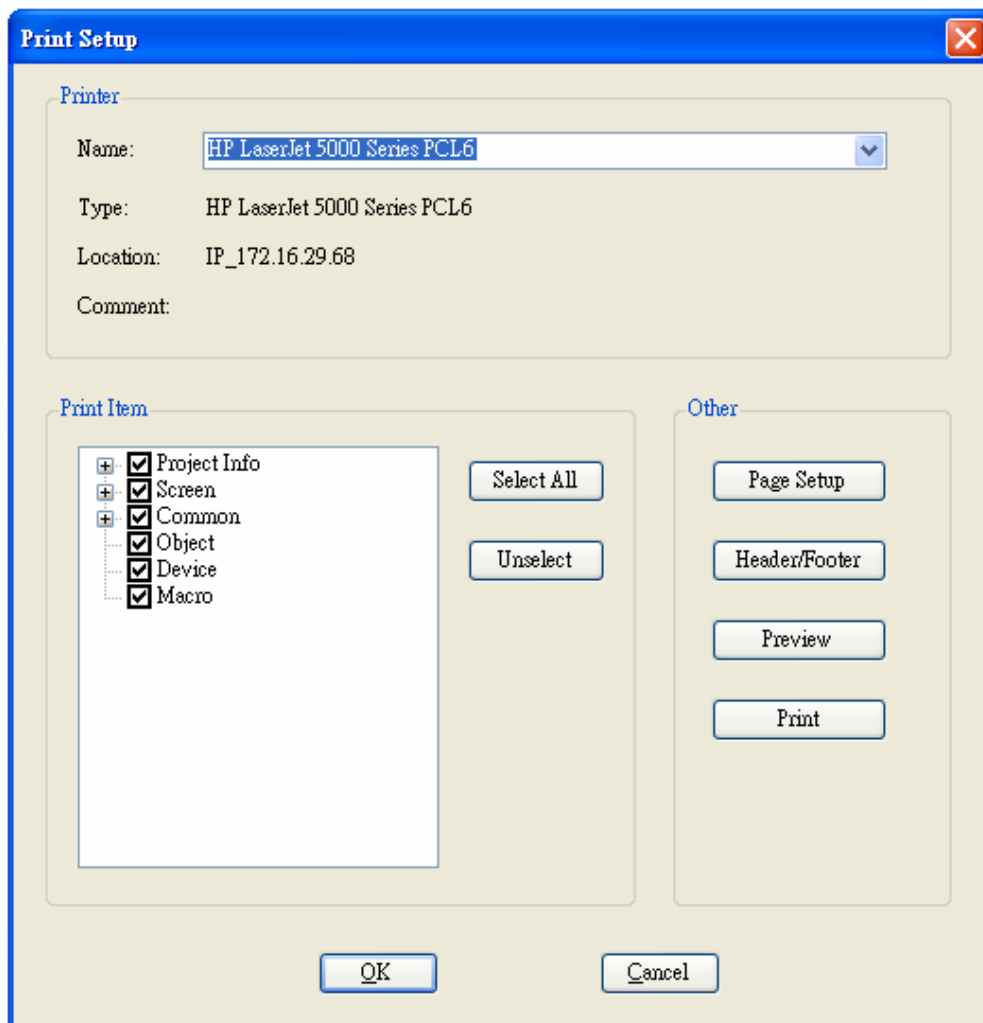 Print Setup
Printer
Name: HP LaserJet 5000 Series PCL6
Type: HP LaserJet 5000 Series PCL6
Location: IP_172.16.29.68
Comment:
Print Item
Project Info
Screen
Common
Object
Device
Macro
Select All
Unselect
Other
Page Setup
Header/Footer
Preview
Print
OK
Cancel